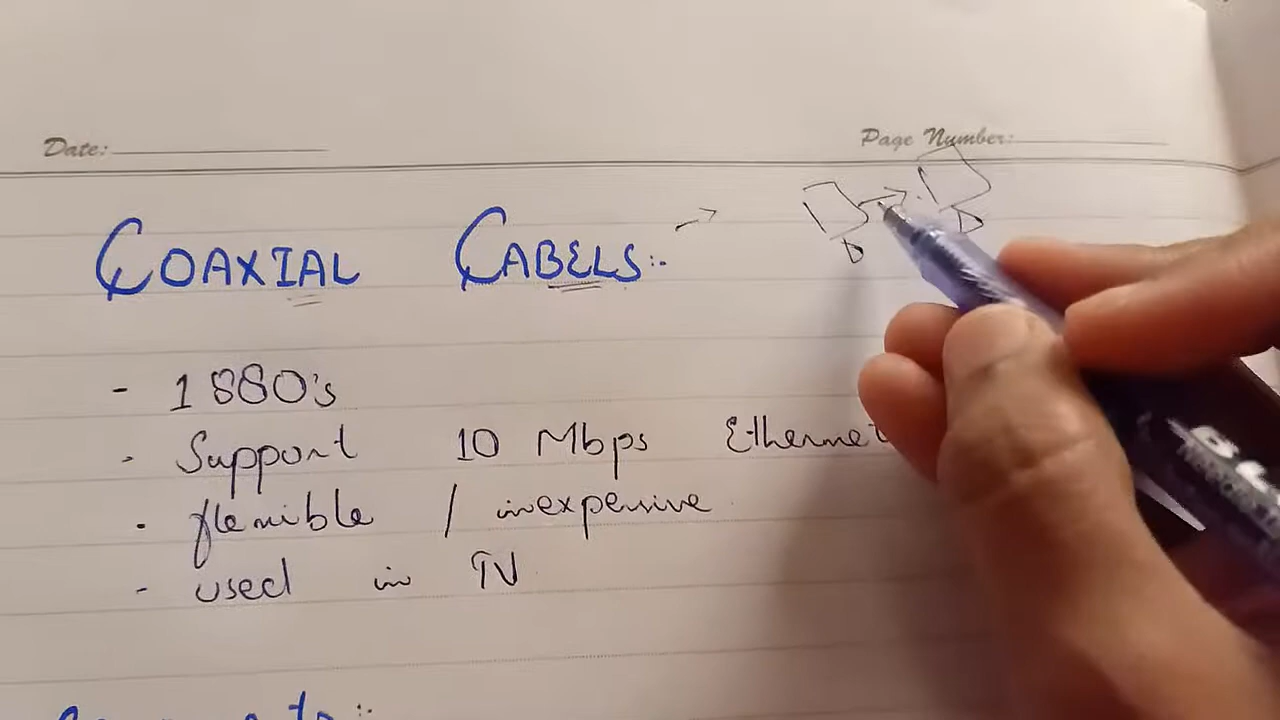 Date:
Page Number:
COAXIAL CABELS:-
- 1880's
- Support 10 Mbps Ethernet
- flexible / inexpensive
- used in TV